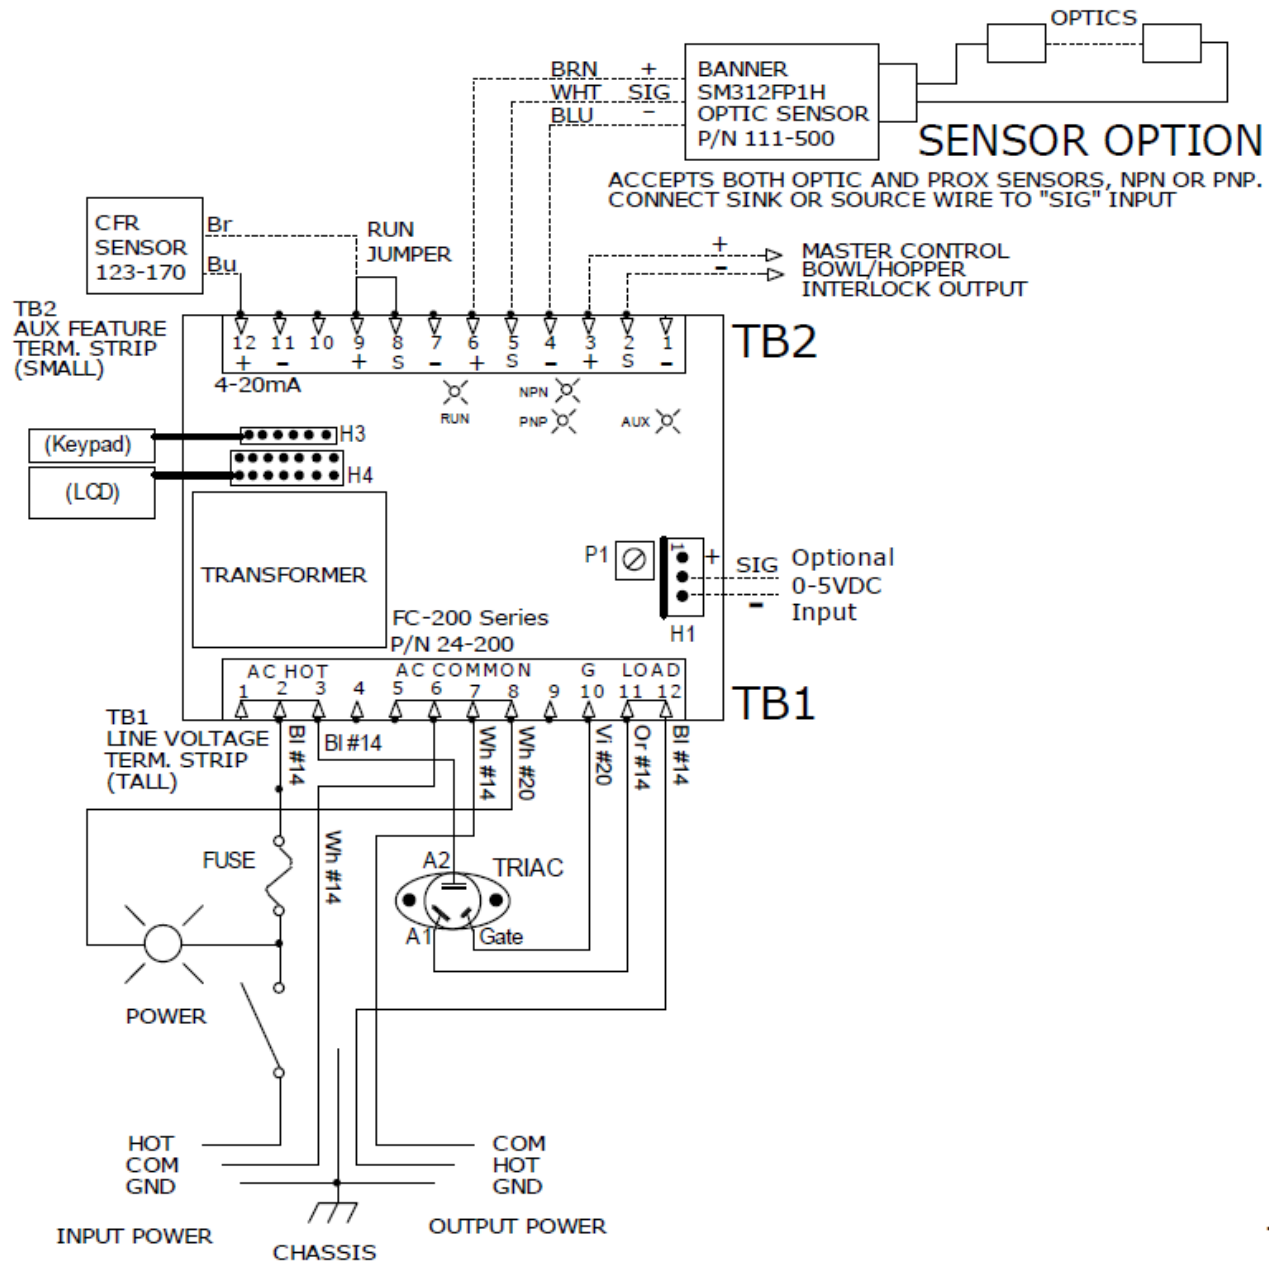 OPTICS
BRN + BANNER
WHT SIG SM312FP1H
BLU - OPTIC SENSOR
P/N 111-500
SENSOR OPTION
ACCEPTS BOTH OPTIC AND PROX SENSORS, NPN OR PNP.
CONNECT SINK OR SOURCE WIRE TO "SIG" INPUT
CFR
SENSOR
123-170
Br
Bu
RUN
JUMPER
+ MASTER CONTROL
- BOWL/HOPPER
INTERLOCK OUTPUT
TB2
AUX FEATURE
TERM. STRIP
(SMALL)
12 11 10 9 8 7 6 5 4 3 2 1
+ - + S - + S - + S -
TB2
4-20mA
RUN
NPN
PNP
AUX
(Keypad)
H3
(LCD)
H4
TRANSFORMER
P1
1
+
SIG
-
Optional
0-5VDC
Input
H1
FC-200 Series
P/N 24-200
AC HOT AC COMMON G LOAD
1 2 3 4 5 6 7 8 9 10 11 12
TB1
TB1
LINE VOLTAGE
TERM. STRIP
(TALL)
Bl #14
Bl #14
Wh #14
Wh #20
Vi #20
Or #14
Bl #14
Wh #14
FUSE
A2
TRIAC
A1
Gate
POWER
HOT
COM
GND
INPUT POWER
COM
HOT
GND
OUTPUT POWER
CHASSIS